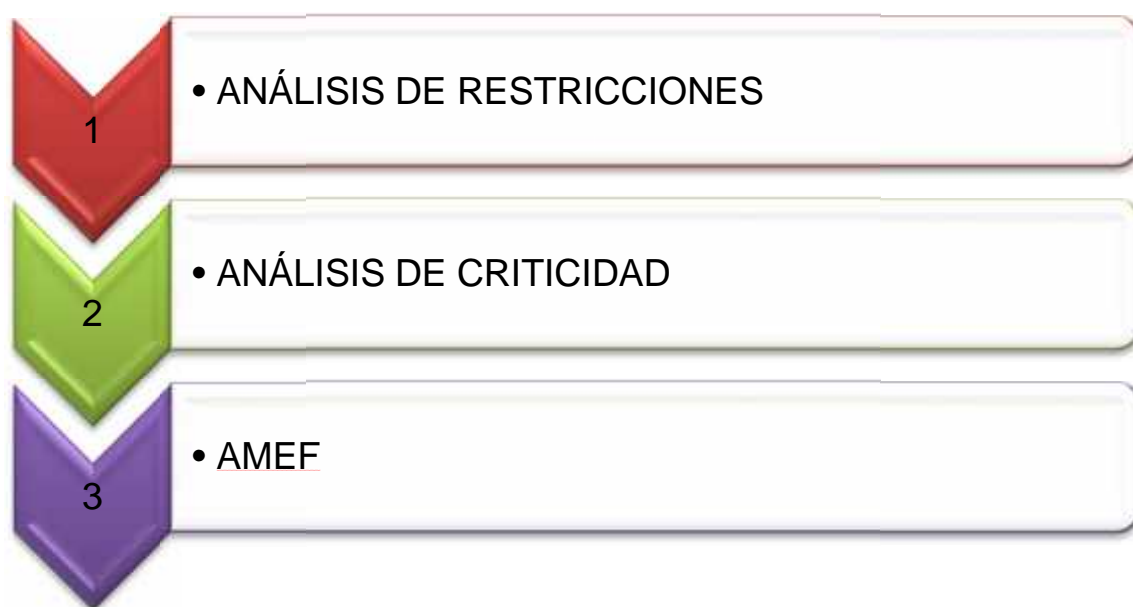 1
• ANÁLISIS DE RESTRICCIONES
2
• ANÁLISIS DE CRITICIDAD
3
• AMEF